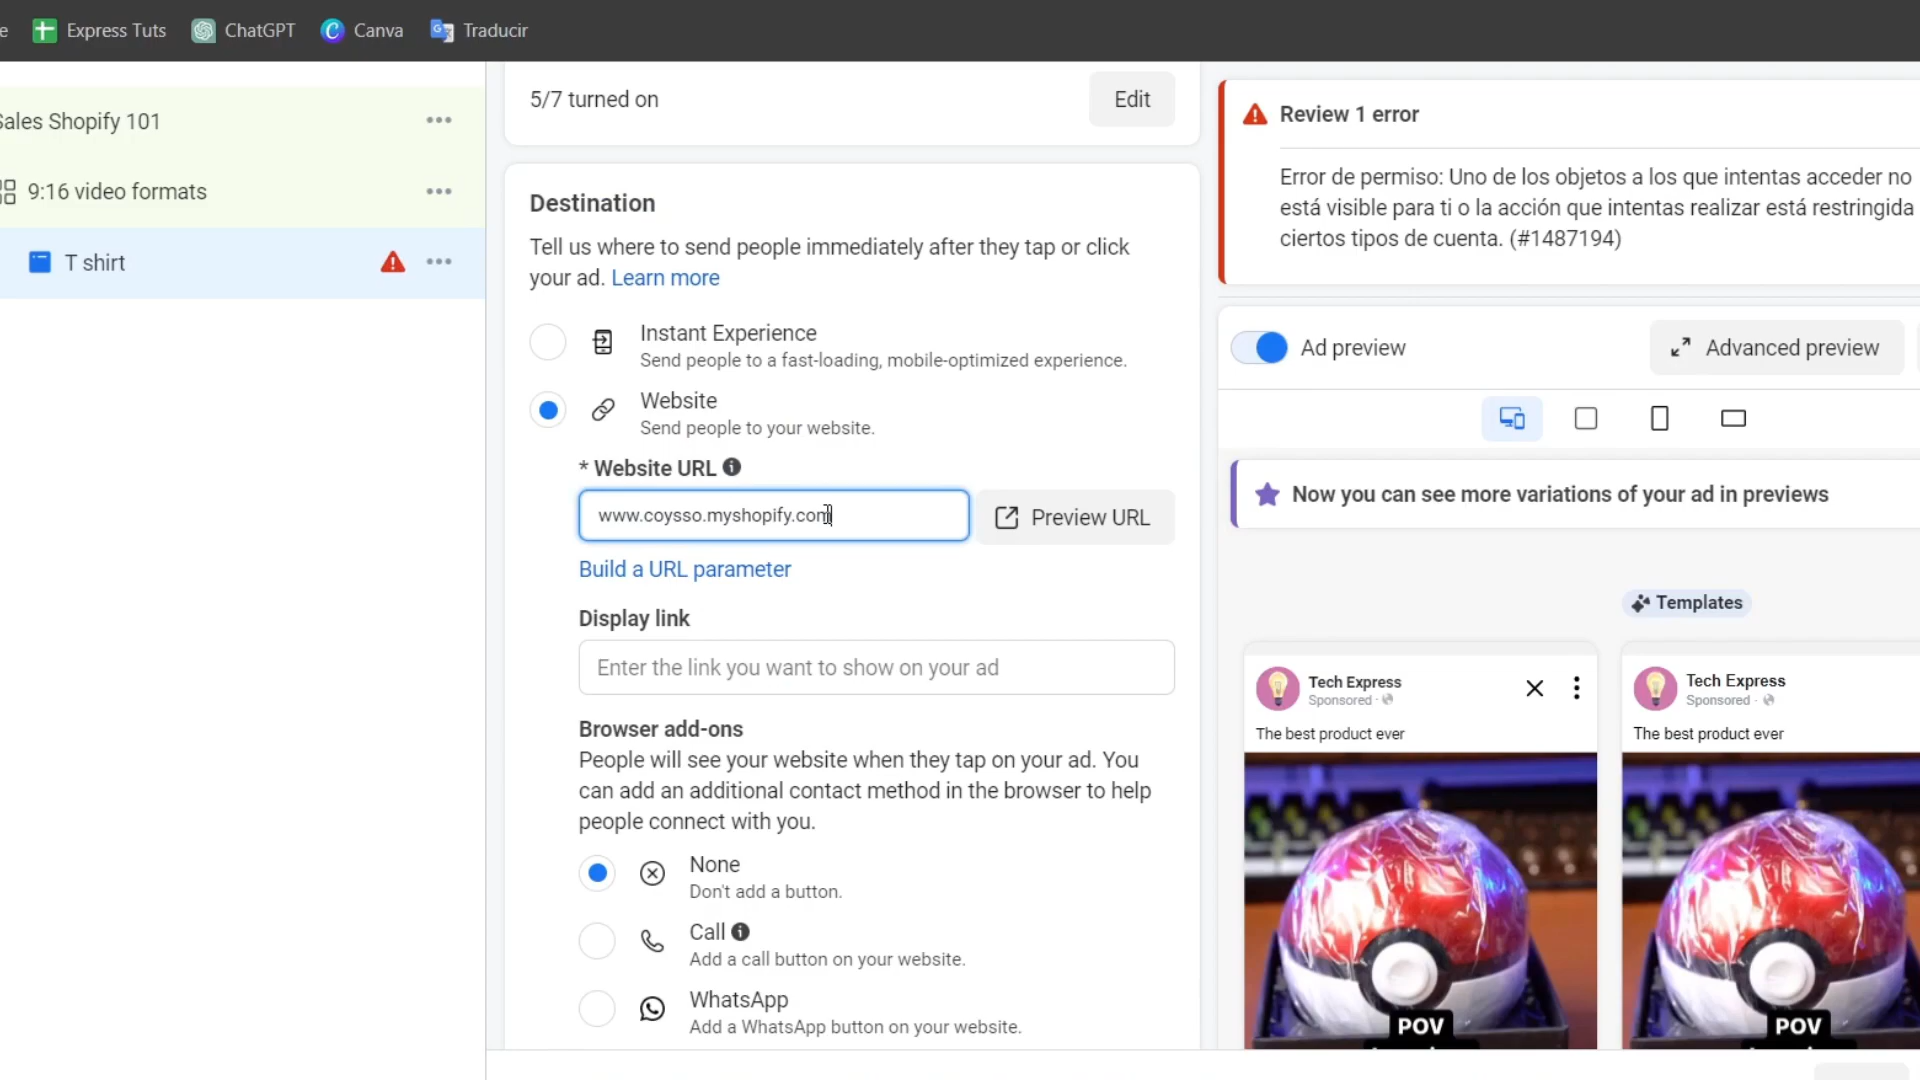 e Express Tuts ChatGPT Canva Traducir
Sales Shopify 101
9:16 video formats
T shirt
5/7 turned on
Edit
Destination
Tell us where to send people immediately after they tap or click
your ad. Learn more
Instant Experience
Send people to a fast-loading, mobile-optimized experience.
Website
Send people to your website.
* Website URL
www.coysso.myshopify.com
Preview URL
Build a URL parameter
Display link
Enter the link you want to show on your ad
Browser add-ons
People will see your website when they tap on your ad. You
can add an additional contact method in the browser to help
people connect with you.
None
Don't add a button.
Call
Add a call button on your website.
WhatsApp
Add a WhatsApp button on your website.
Review 1 error
Error de permiso: Uno de los objetos a los que intentas acceder no
está visible para ti o la acción que intentas realizar está restringida
ciertos tipos de cuenta. (#1487194)
Ad preview
Advanced preview
Now you can see more variations of your ad in previews
Templates
Tech Express
Sponsored ·
The best product ever
POV
Tech Express
Sponsored ·
The best product ever
POV